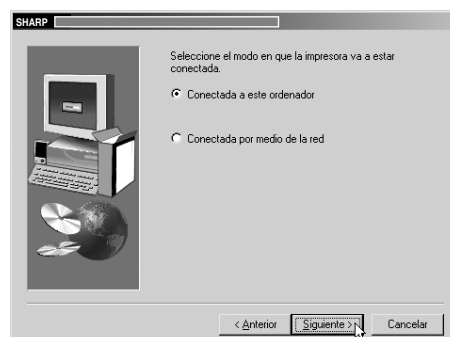 SHARP
Seleccione el modo en que la impresora va a estar
conectada.
Conectada a este ordenador
Conectada por medio de la red
< Anterior
Siguiente >
Cancelar